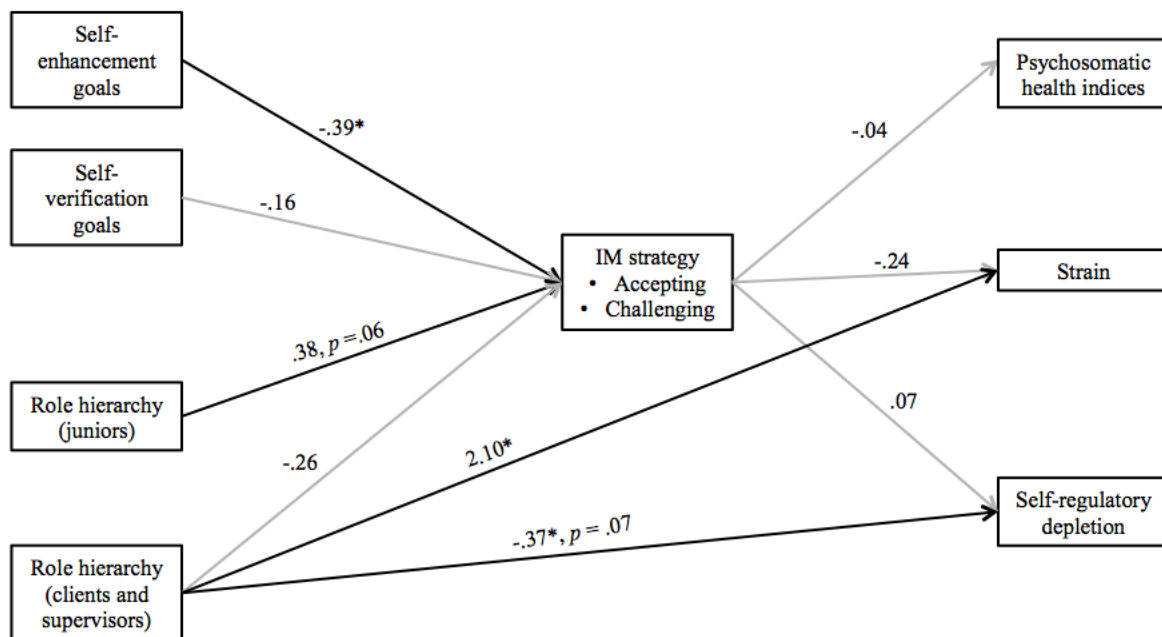 Self-
enhancement
goals
Self-
verification
goals
Role hierarchy
(juniors)
Role hierarchy
(clients and
supervisors)
-.39*
-.16
.38, p =.06
-.26
2.10*
-.37*, p = .07
IM strategy
• Accepting
• Challenging
-.04
-.24
.07
Psychosomatic
health indices
Strain
Self-regulatory
depletion